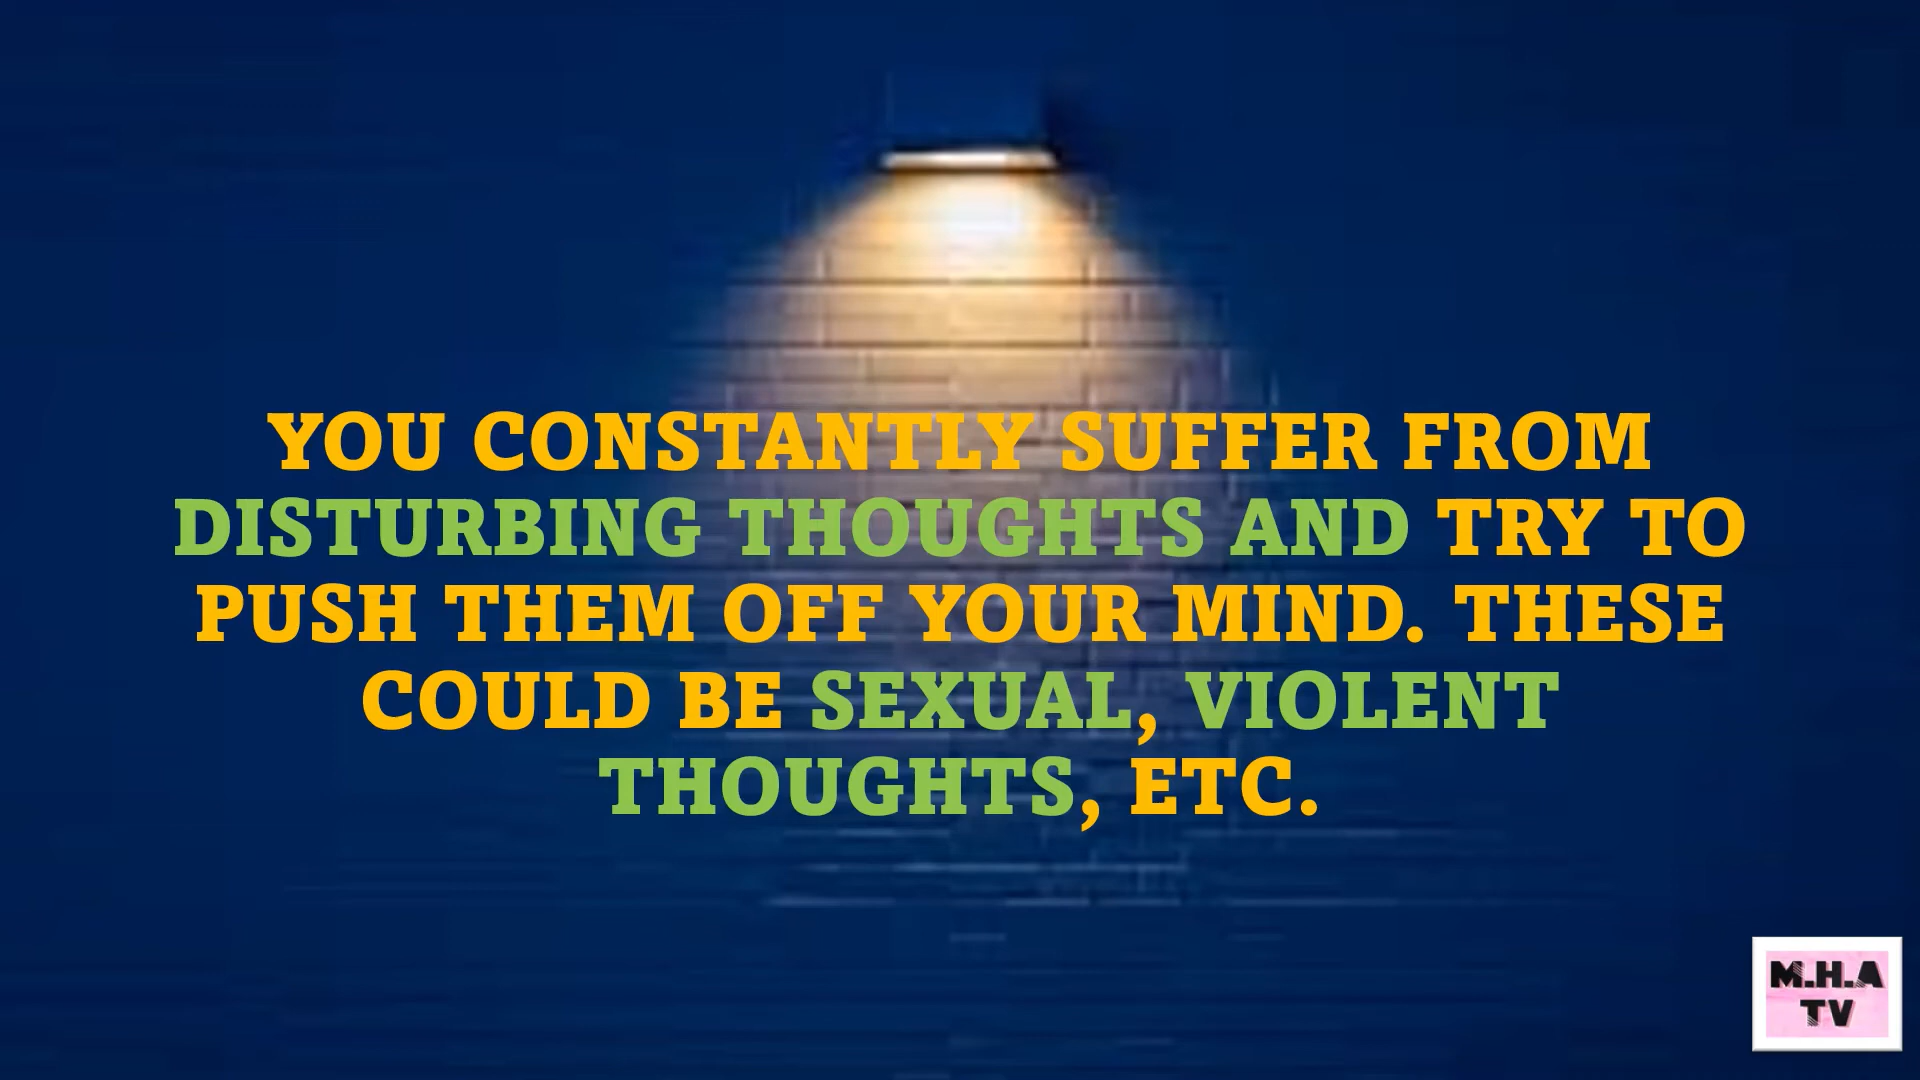 YOU CONSTANTLY SUFFER FROM
DISTURBING THOUGHTS AND TRY TO
PUSH THEM OFF YOUR MIND. THESE
COULD BE SEXUAL, VIOLENT
THOUGHTS, ETC.
M.H.A
TV